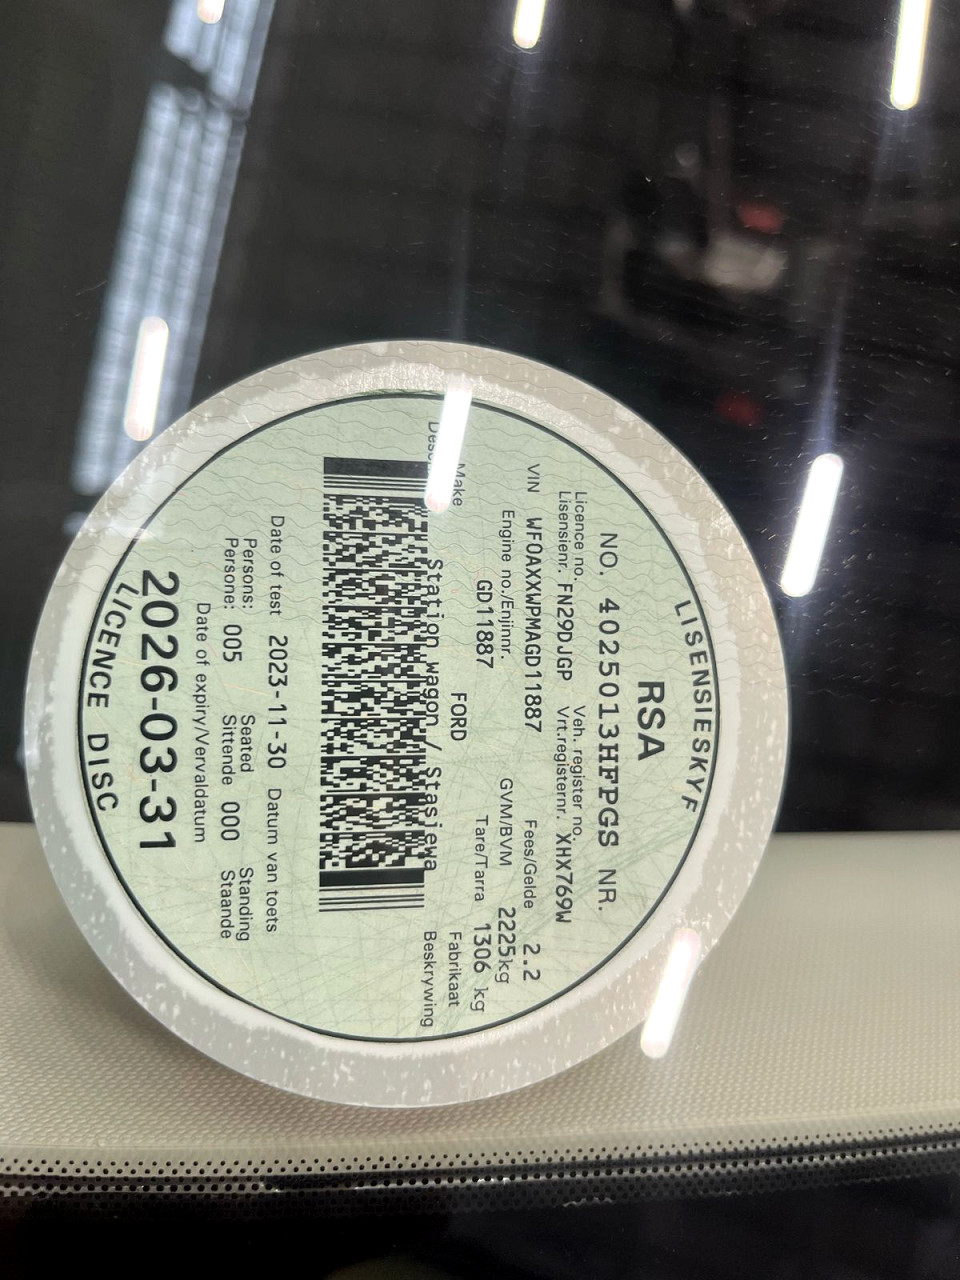 LISENSIESKYF
RSA
NO. 4025013HFPGS NR.
Licence no. Veh. register no.
Lisensienr. FN29DJGP Vrt.registernr. XHX769W
VIN WF0AXXWPMAGD11887 Fees/Gelde 2.2
Engine no./Enjinnr. GVM/BVM 2225kg
GD11887 Tare/Tarra 1306 kg
Make FORD Fabrikaat
Station wagon / Stasiewa Beskrywing
Date of test 2023-11-30 Datum van toets
Persons: Seated Standing
Persone: 005 Sittende 000 Staande
Date of expiry/Vervaldatum
2026-03-31
LICENCE DISC